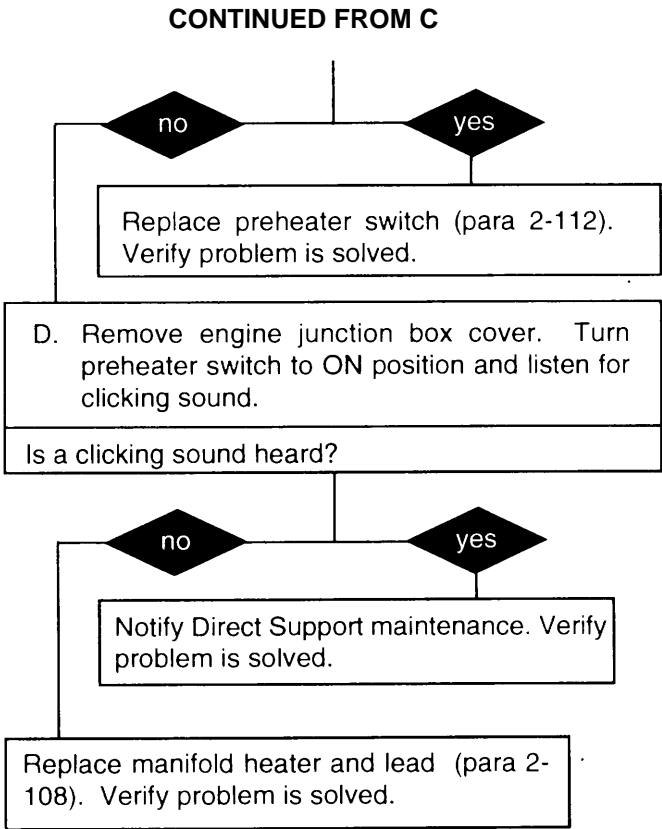 CONTINUED FROM C
no
yes
Replace preheater switch (para 2-112).
Verify problem is solved.
D. Remove engine junction box cover. Turn
preheater switch to ON position and listen for
clicking sound.
Is a clicking sound heard?
no
yes
Notify Direct Support maintenance. Verify
problem is solved.
Replace manifold heater and lead (para 2-
108). Verify problem is solved.